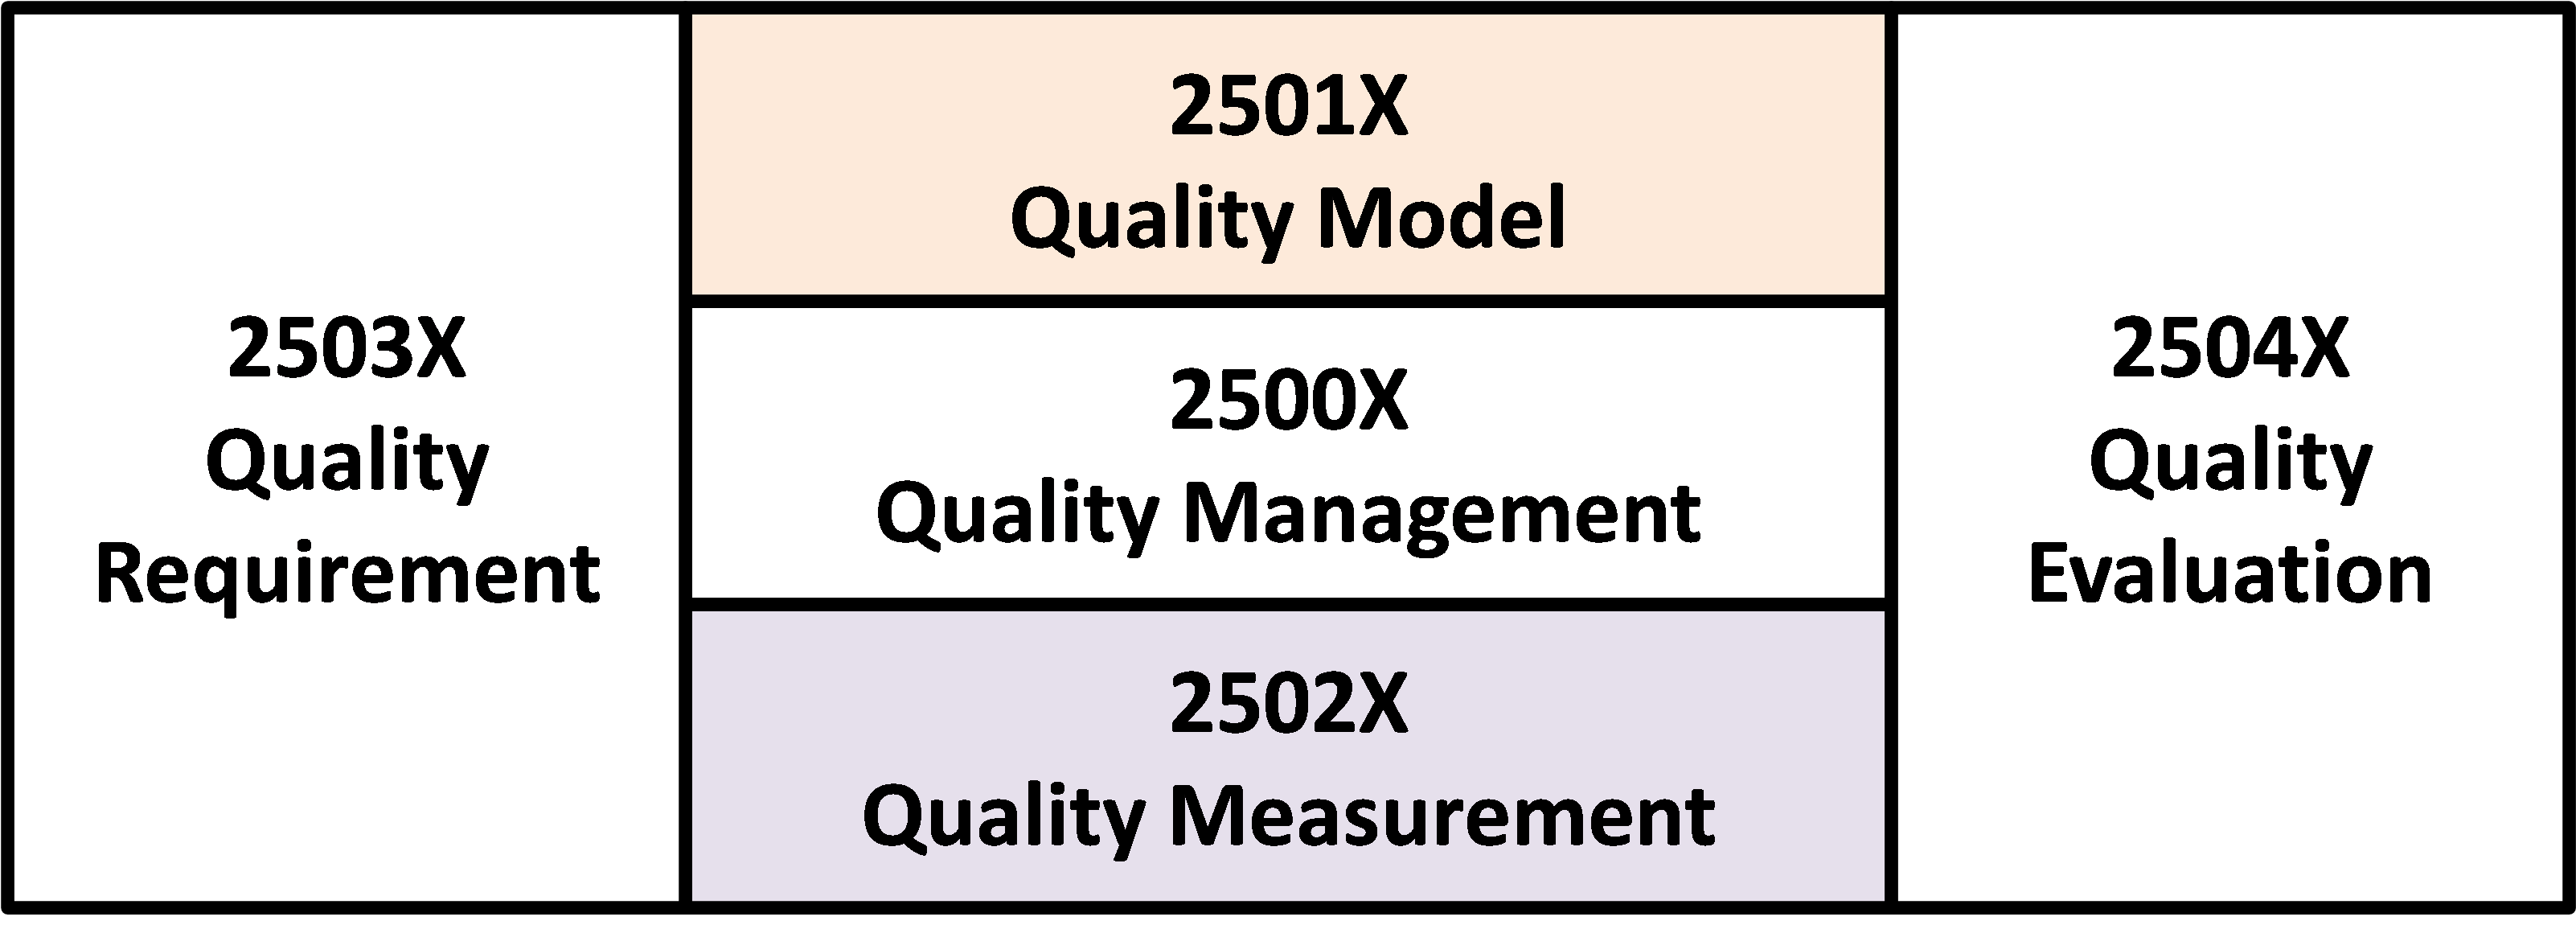 2503X
Quality
Requirement
2501X
Quality Model
2500X
Quality Management
2502X
Quality Measurement
2504X
Quality
Evaluation